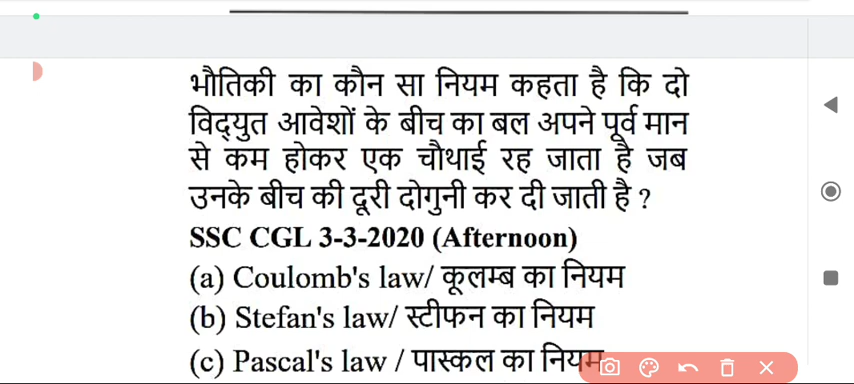 भौतिकी का कौन सा नियम कहता है कि दो
विद्युत आवेशों के बीच का बल अपने पूर्व मान
से कम होकर एक चौथाई रह जाता है जब
उनके बीच की दूरी दोगुनी कर दी जाती है ?
SSC CGL 3-3-2020 (Afternoon)
(a) Coulomb's law/ कूलम्ब का नियम
(b) Stefan's law/ स्टीफन का नियम
(c) Pascal's law / पास्कल का नियम